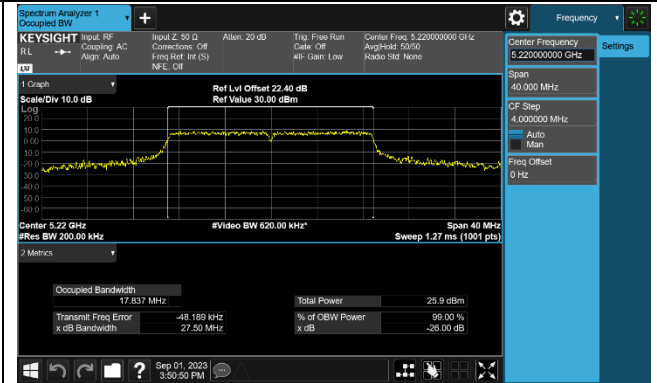 Spectrum Analyzer 1
Occupied BW
Frequency
KEYSIGHT Input: RF Input Z: 50 Ω Atten: 20 dB Trig: Free Run Center Freq: 5.220000000 GHz
RL Coupling: AC Corrections: Off Gate: Off Avg|Hold: 50/50
Align: Auto Freq Ref: Int (S) #IF Gain: Low Radio Std: None
LXI NFE: Off
Center Frequency
5.220000000 GHz
Settings
Span
40.000 MHz
CF Step
4.000000 MHz
Auto
Man
Freq Offset
0 Hz
1 Graph
Ref Lvl Offset 22.40 dB
Scale/Div 10.0 dB Ref Value 30.00 dBm
Log
20.0
10.0
0.00
-10.0
-20.0
-30.0
-40.0
-50.0
-60.0
Center 5.22 GHz #Video BW 620.00 kHz* Span 40 MHz
#Res BW 200.00 kHz Sweep 1.27 ms (1001 pts)
2 Metrics
Occupied Bandwidth
17.837 MHz Total Power 25.9 dBm
Transmit Freq Error -48.189 kHz % of OBW Power 99.00 %
x dB Bandwidth 27.50 MHz x dB -26.00 dB
Sep 01, 2023
3:50:50 PM